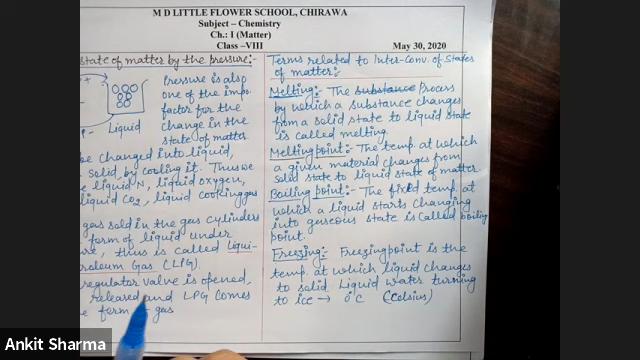 M D LITTLE FLOWER SCHOOL, CHIRAWA
Subject – Chemistry
Ch.: I (Matter)
Class –VIII
May 30, 2020
state of matter by the pressure:-
Pressure is also
one of the impo.
factor for the
change in the
state of matter
Liquid
be changed into liquid,
solid by cooling it. Thus we
liquid N, liquid oxygen,
liquid CO2, liquid cooking gas
gas sold in the gas cylinders
form of liquid under
thus is called liqui-
roleum Gas (LPG).
regulator valve is opened,
released and LPG comes
form gas
Terms related to Inter-Conv. of States
of matter:-
Melting:- The substance Process
by which a substance changes
from a solid state to liquid state
is called melting.
Melting point:- The temp. at which
a given material changes from
solid state to liquid state of matter.
Boiling point:- The fixed temp. at
which a liquid starts changing
into gaseous state is called boiling
point.
Freezing:- Freezing point is the
temp. at which liquid changes
to solid. Liquid water turning
to ice → 0°C (Celsius)
Ankit Sharma